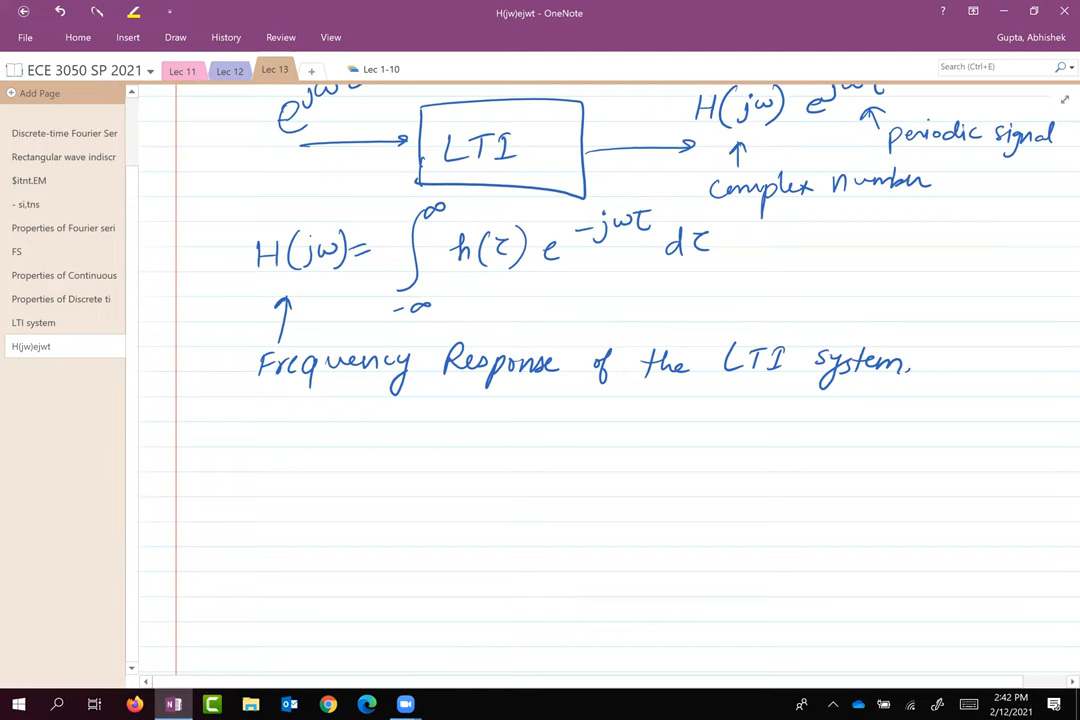 H(jw)ejwt - OneNote
?
File Home Insert Draw History Review View
Gupta, Abhishek
ECE 3050 SP 2021
Lec 11
Lec 12
Lec 13
Lec 1-10
Search (Ctrl+E)
Add Page
Discrete-time Fourier Ser
Rectangular wave indiscr
$itnt.EM
- si,tns
Properties of Fourier seri
FS
Properties of Continuous
Properties of Discrete ti
LTI system
H(jw)ejwt
e^jωt
LTI
H(jω) e^jωt
periodic signal
complex number
H(jω) = ∫_{-∞}^{∞} h(τ) e^{-jωτ} dτ
Frequency Response of the LTI system.
2:42 PM
2/12/2021